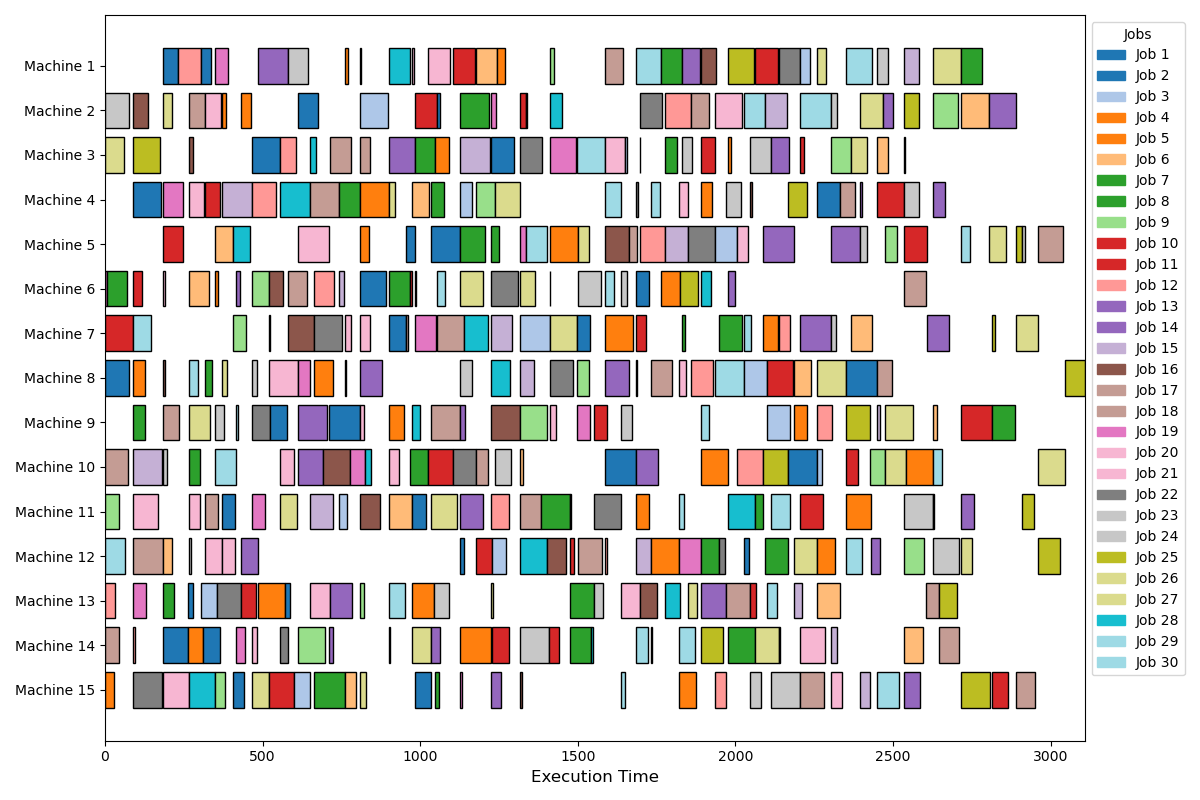 Machine 1
Machine 2
Machine 3
Machine 4
Machine 5
Machine 6
Machine 7
Machine 8
Machine 9
Machine 10
Machine 11
Machine 12
Machine 13
Machine 14
Machine 15
0 500 1000 1500 2000 2500 3000
Execution Time
Jobs
Job 1
Job 2
Job 3
Job 4
Job 5
Job 6
Job 7
Job 8
Job 9
Job 10
Job 11
Job 12
Job 13
Job 14
Job 15
Job 16
Job 17
Job 18
Job 19
Job 20
Job 21
Job 22
Job 23
Job 24
Job 25
Job 26
Job 27
Job 28
Job 29
Job 30